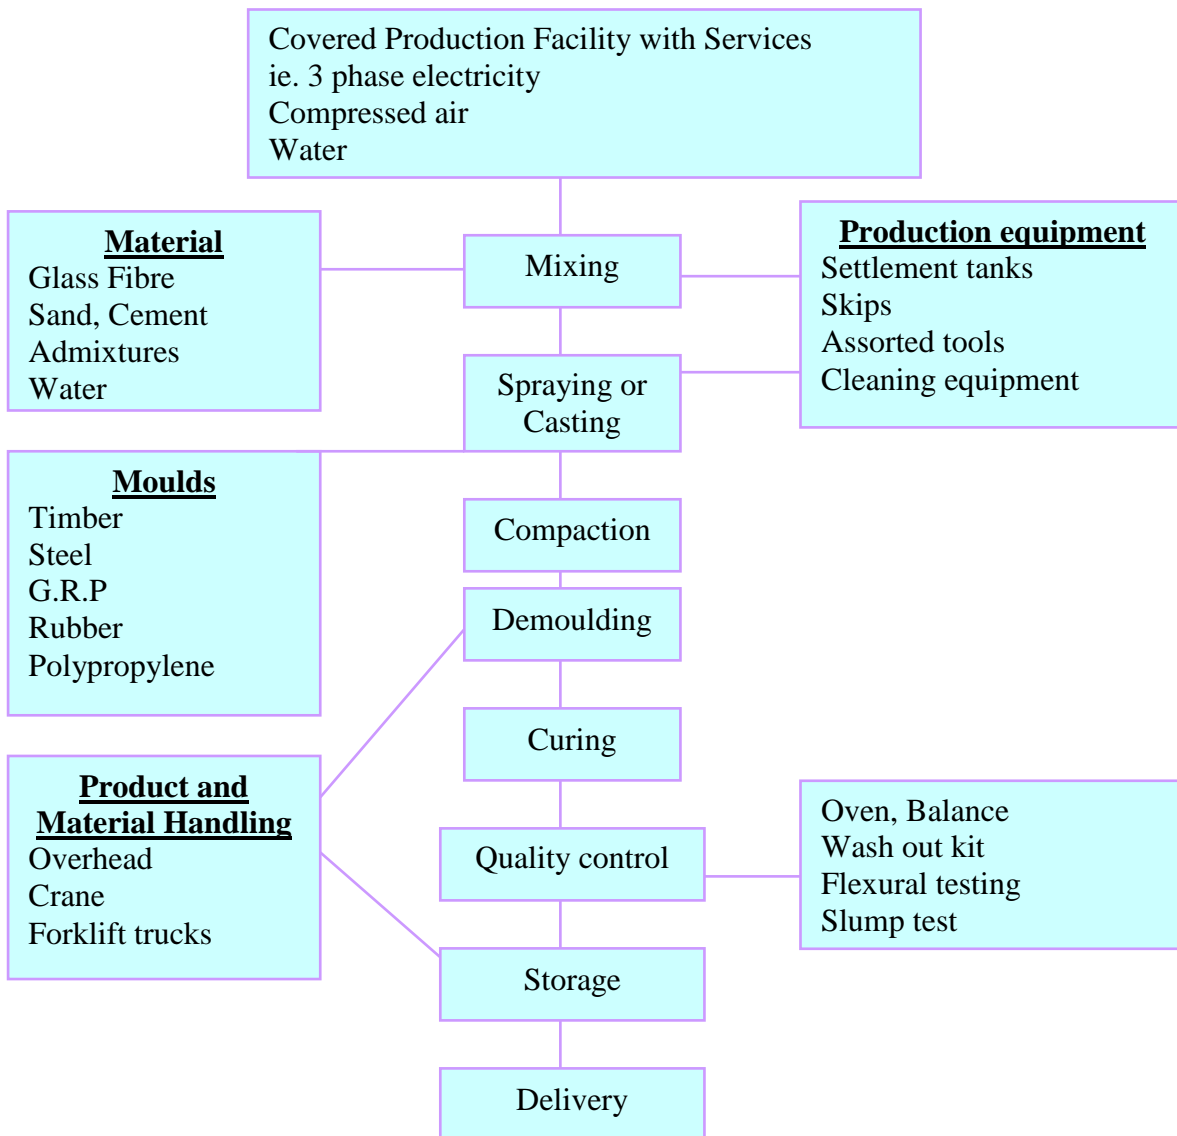 Covered Production Facility with Services
ie. 3 phase electricity
Compressed air
Water
Material
Glass Fibre
Sand, Cement
Admixtures
Water
Mixing
Production equipment
Settlement tanks
Skips
Assorted tools
Cleaning equipment
Spraying or
Casting
Moulds
Timber
Steel
G.R.P
Rubber
Polypropylene
Compaction
Demoulding
Curing
Product and
Material Handling
Overhead
Crane
Forklift trucks
Quality control
Oven, Balance
Wash out kit
Flexural testing
Slump test
Storage
Delivery